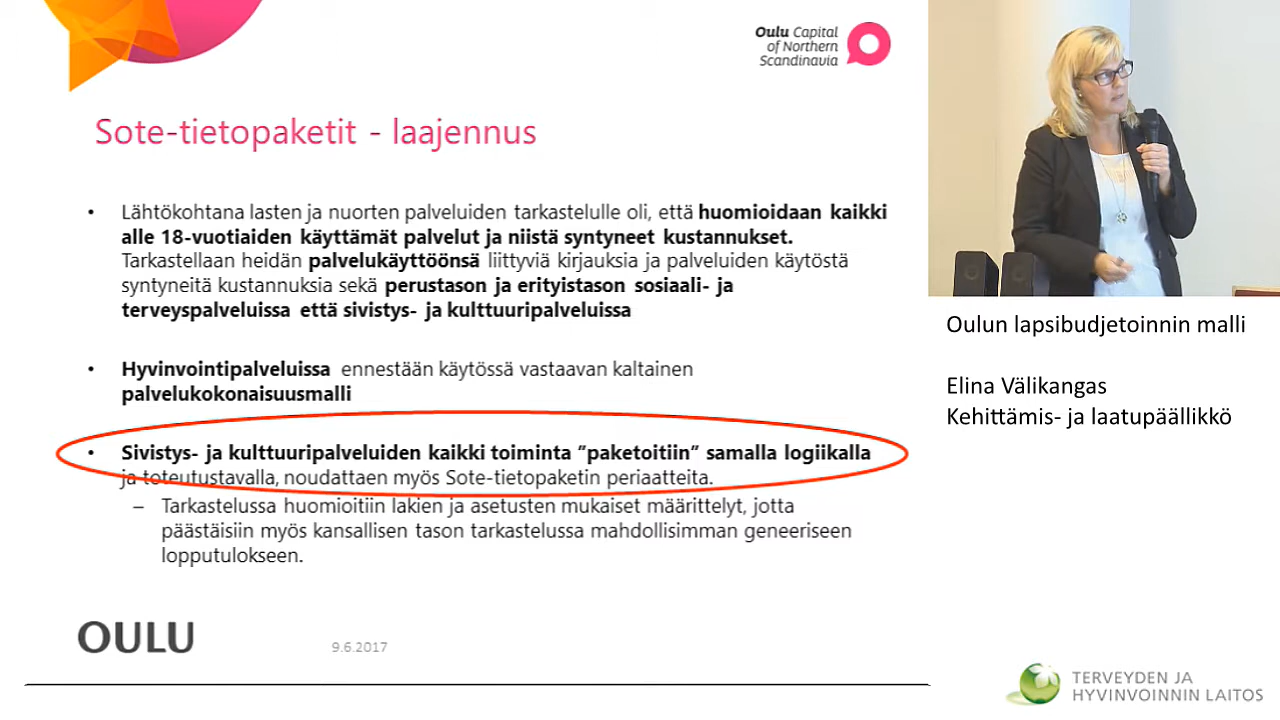 Oulu Capital
of Northern
Scandinavia
Sote-tietopaketit - laajennus
• Lähtökohtana lasten ja nuorten palveluiden tarkastelulle oli, että huomioidaan kaikki
alle 18-vuotiaiden käyttämät palvelut ja niistä syntyneet kustannukset.
Tarkastellaan heidän palvelukäyttöönsä liittyviä kirjauksia ja palveluiden käytöstä
syntyneitä kustannuksia sekä perustason ja erityistason sosiaali- ja
terveyspalveluissa että sivistys- ja kulttuuripalveluissa
• Hyvinvointipalveluissa ennestään käytössä vastaavan kaltainen
palvelukokonaisuusmalli
• Sivistys- ja kulttuuripalveluiden kaikki toiminta ”paketoitiin” samalla logiikalla
ja toteutustavalla, noudattaen myös Sote-tietopaketin periaatteita.
– Tarkastelussa huomioitiin lakien ja asetusten mukaiset määrittelyt, jotta
päästäisiin myös kansallisen tason tarkastelussa mahdollisimman geneeriseen
lopputulokseen.
OULU
9.6.2017
Oulun lapsibudjetoinnin malli
Elina Välikangas
Kehittämis- ja laatupäällikkö
TERVEYDEN JA
HYVINVOINNIN LAITOS